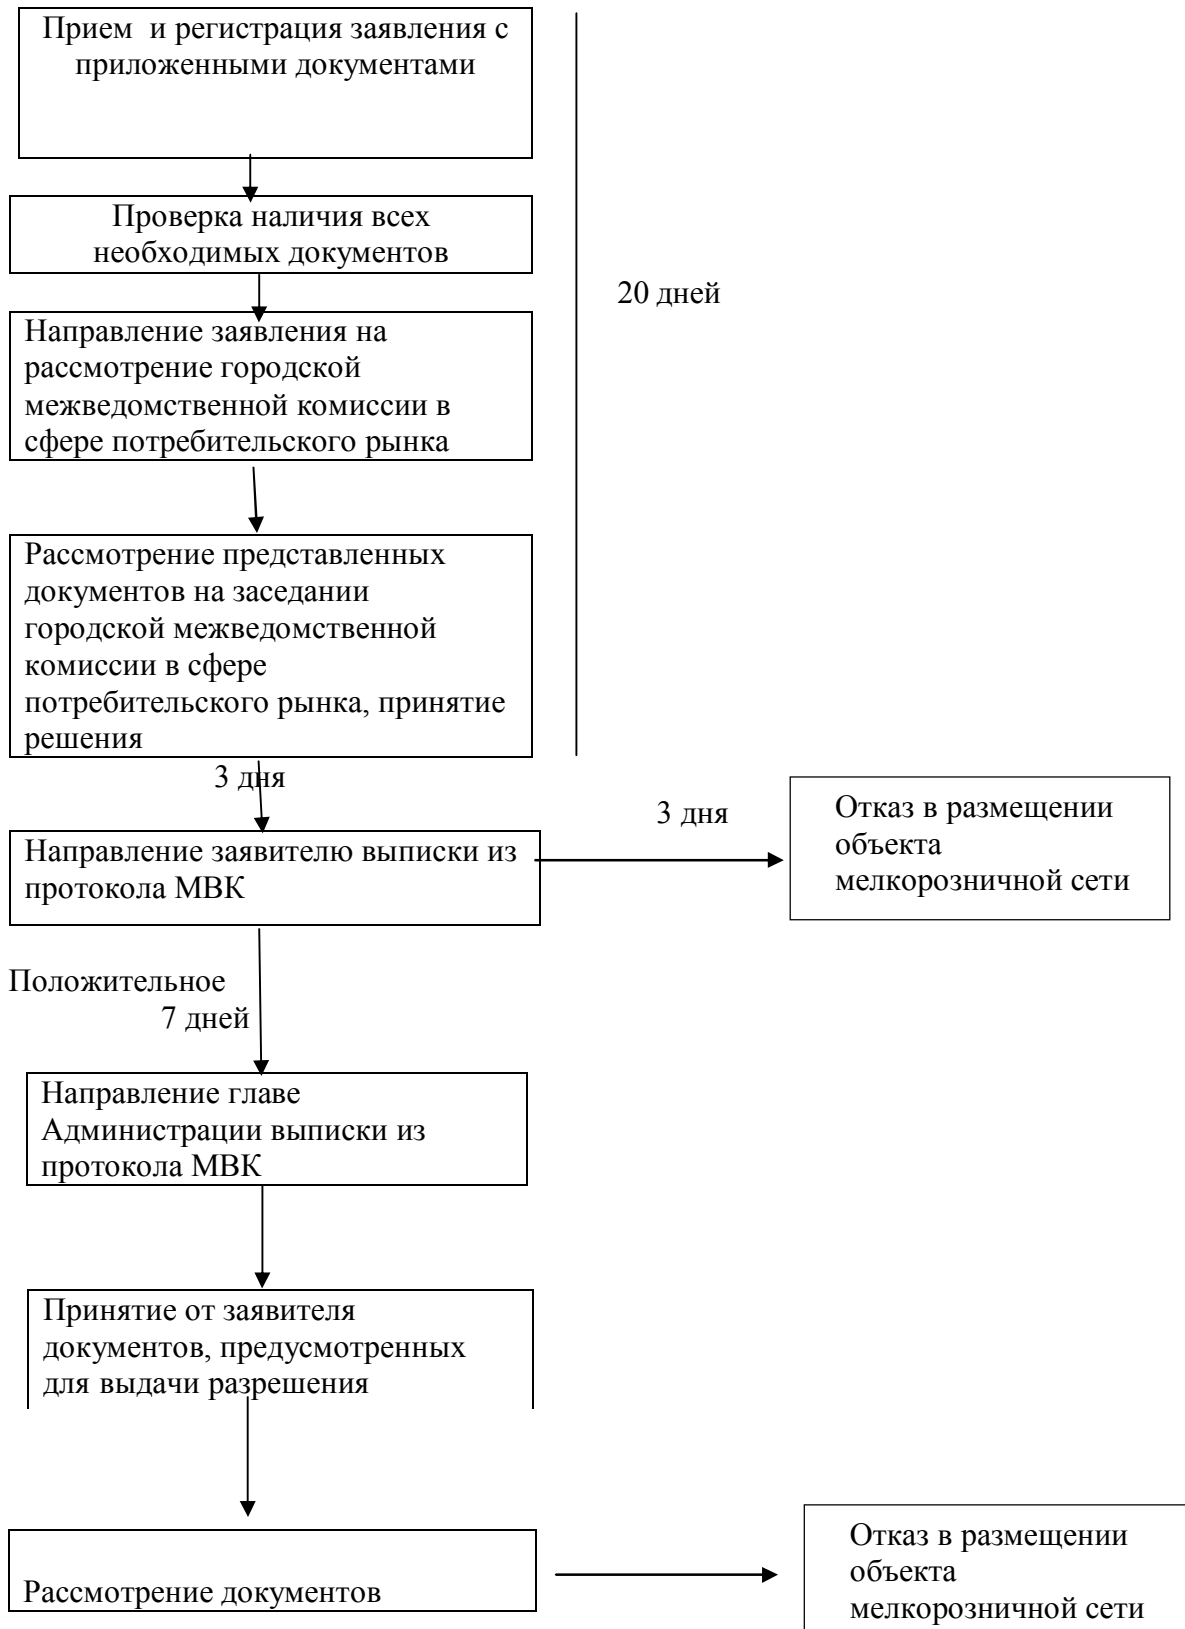 Прием  и регистрация заявления с
приложенными документами
Проверка наличия всех
необходимых документов
20 дней
Направление заявления на
рассмотрение городской
межведомственной комиссии в
сфере потребительского рынка
Рассмотрение представленных
документов на заседании
городской межведомственной
комиссии в сфере
потребительского рынка, принятие
решения
3 дня
3 дня
Отказ в размещении
объекта
мелкорозничной сети
Направление заявителю выписки из
протокола МВК
Положительное
7 дней
Направление главе
Администрации выписки из
протокола МВК
Принятие от заявителя
документов, предусмотренных
для выдачи разрешения
Рассмотрение документов
Отказ в размещении
объекта
мелкорозничной сети